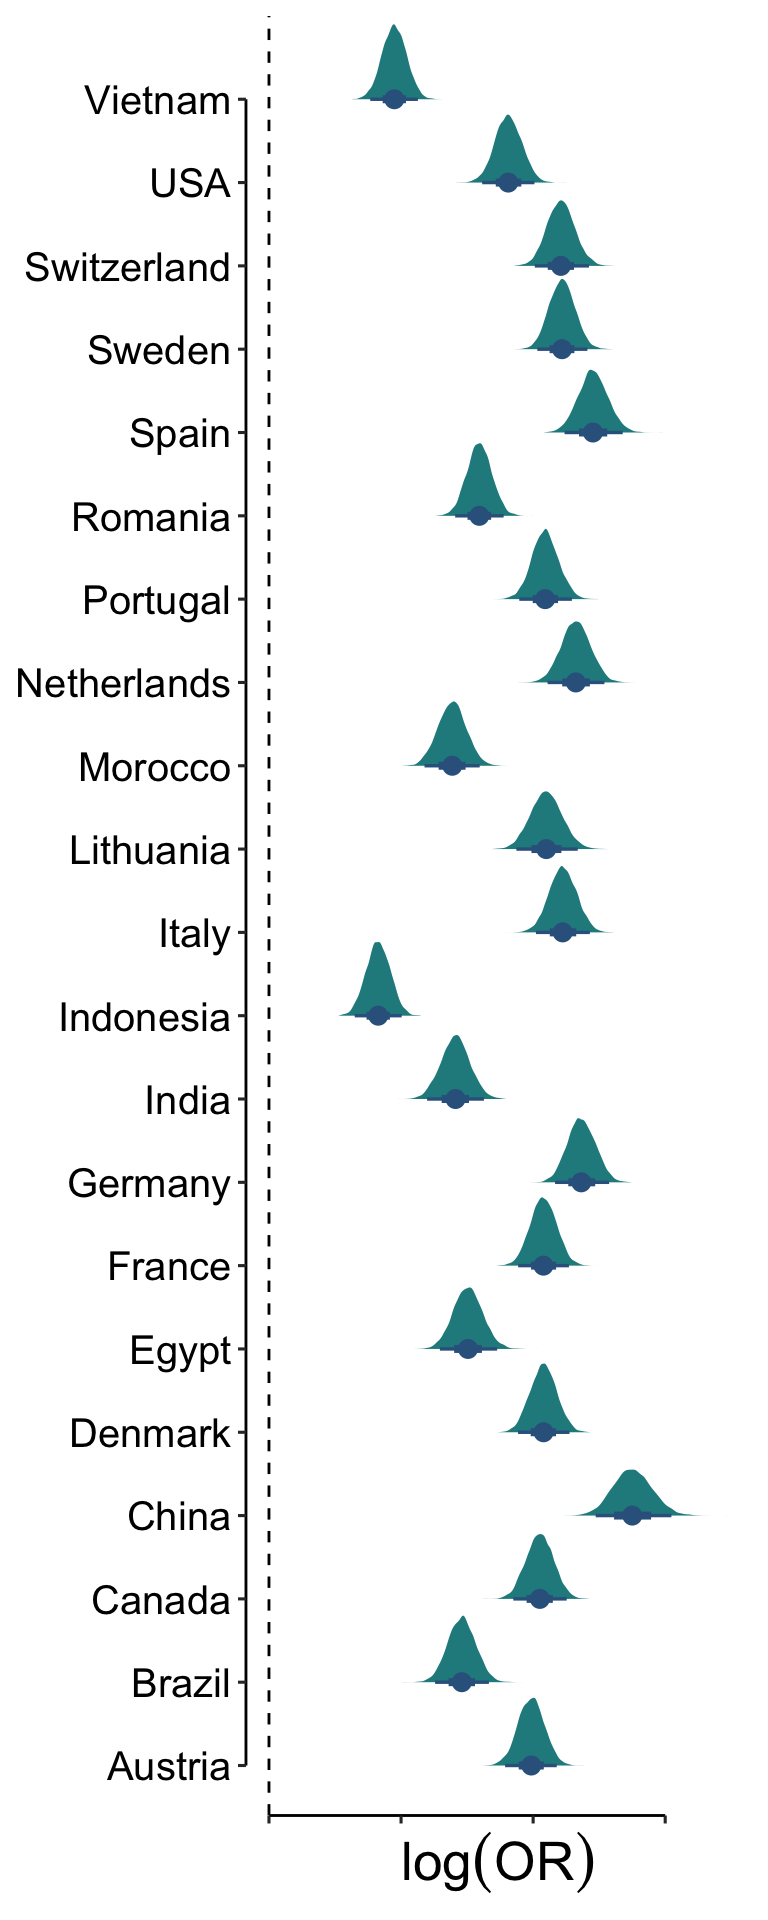 Vietnam
USA
Switzerland
Sweden
Spain
Romania
Portugal
Netherlands
Morocco
Lithuania
Italy
Indonesia
India
Germany
France
Egypt
Denmark
China
Canada
Brazil
Austria
log(OR)